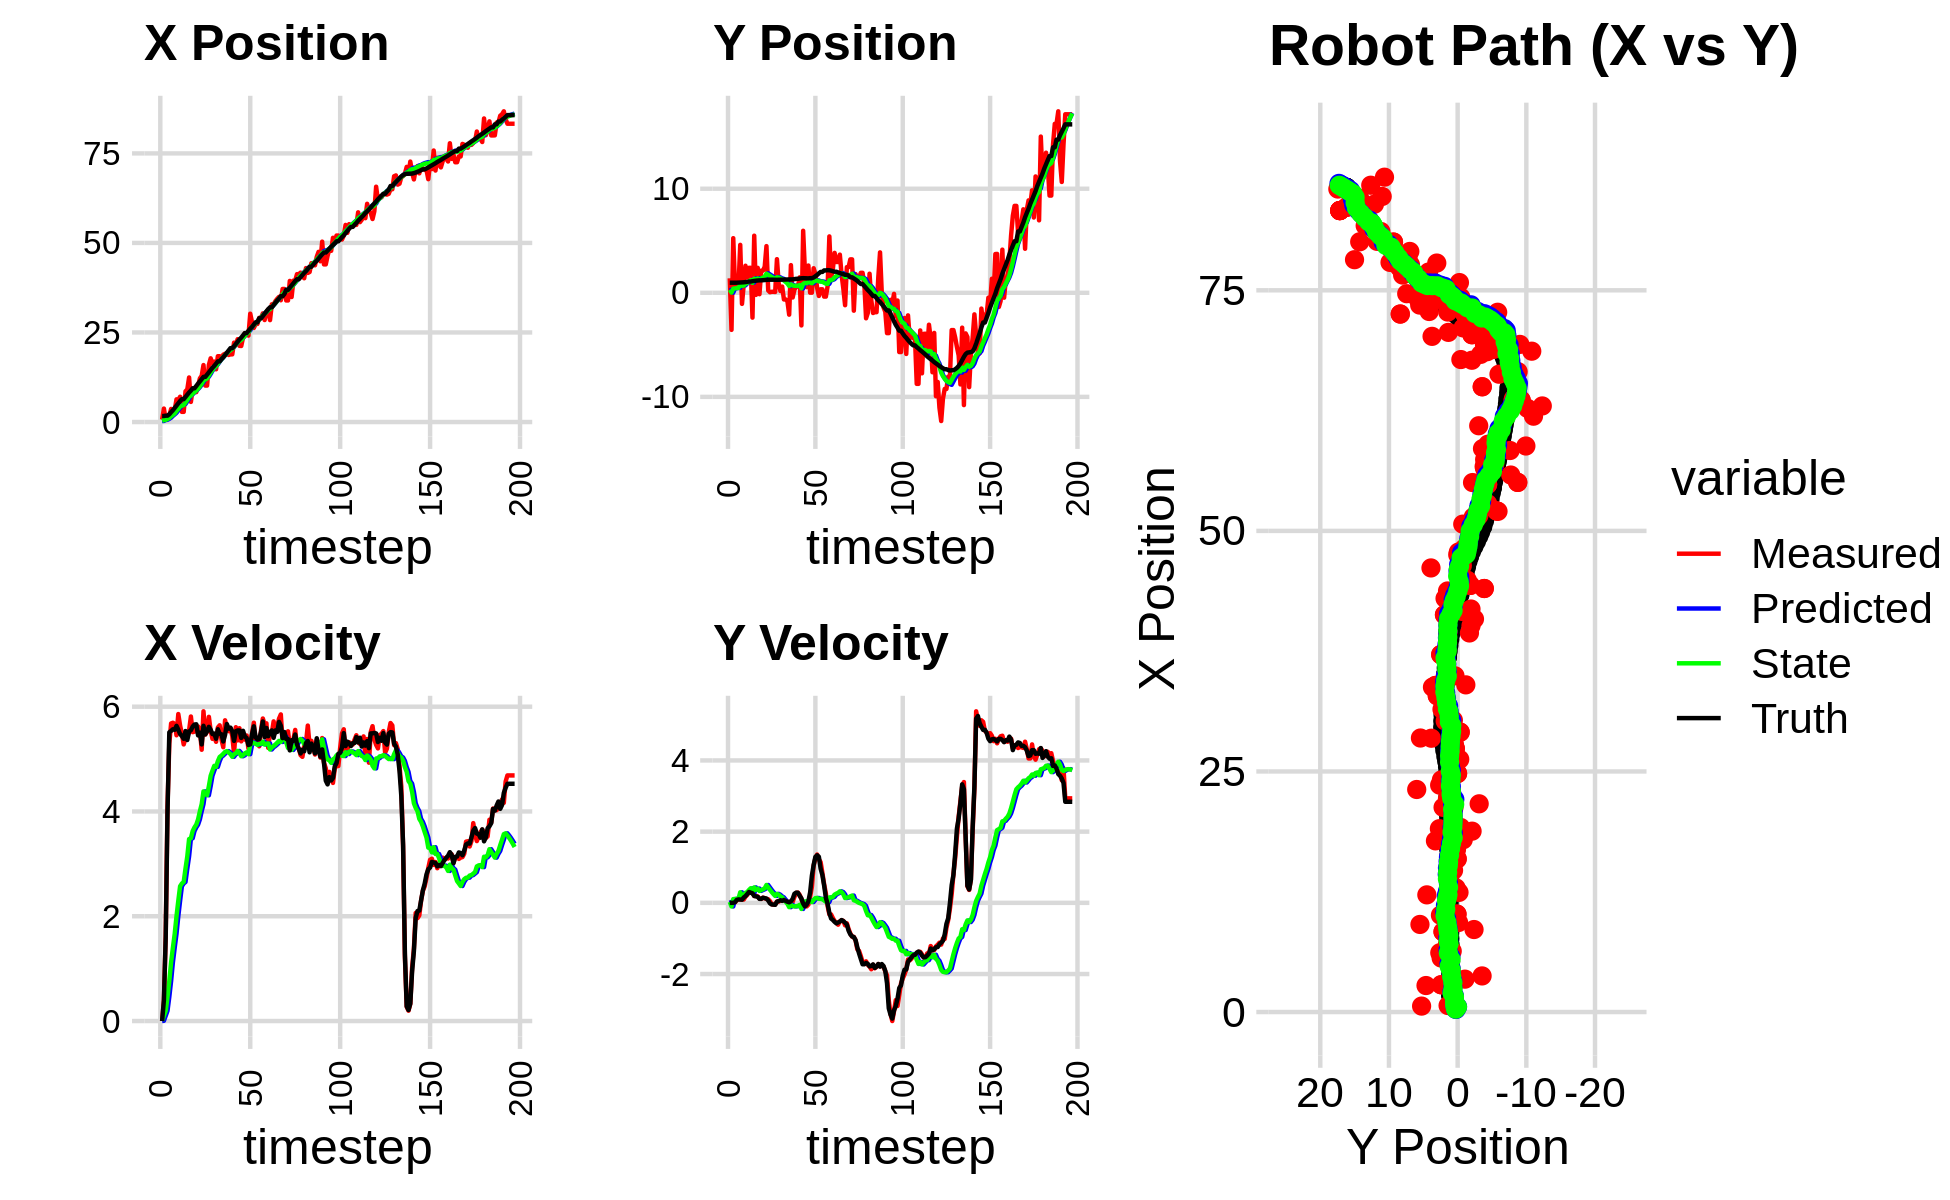 X Position
75
50
25
0
0
50
100
150
200
timestep
Y Position
10
0
-10
0
50
100
150
200
timestep
X Velocity
6
4
2
0
0
50
100
150
200
timestep
Y Velocity
4
2
0
-2
0
50
100
150
200
timestep
Robot Path (X vs Y)
X Position
75
50
25
0
20 10 0 -10 -20
Y Position
variable
Measured
Predicted
State
Truth